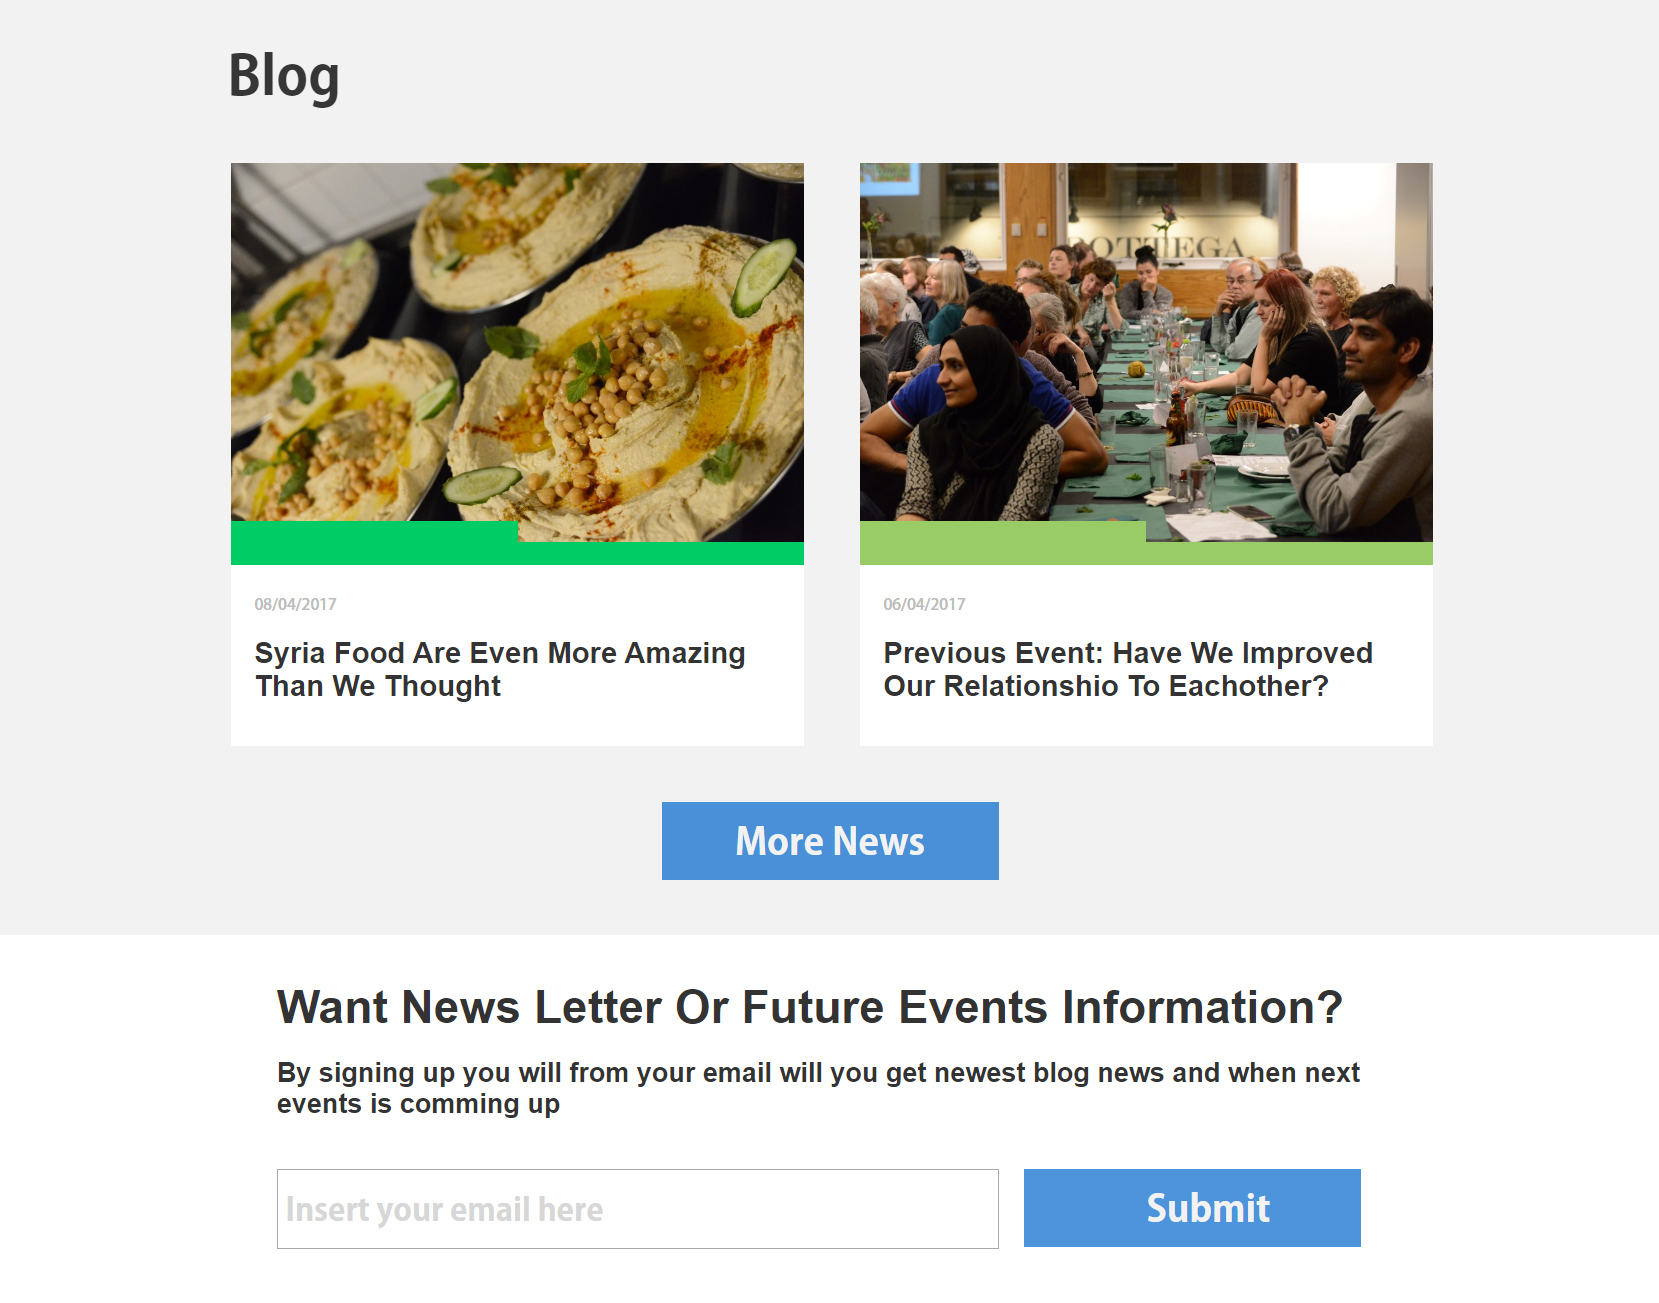 Blog
BOTTEGA
08/04/2017
Syria Food Are Even More Amazing
Than We Thought
06/04/2017
Previous Event: Have We Improved
Our Relationshio To Eachother?
More News
Want News Letter Or Future Events Information?
By signing up you will from your email will you get newest blog news and when next
events is comming up
Insert your email here
Submit